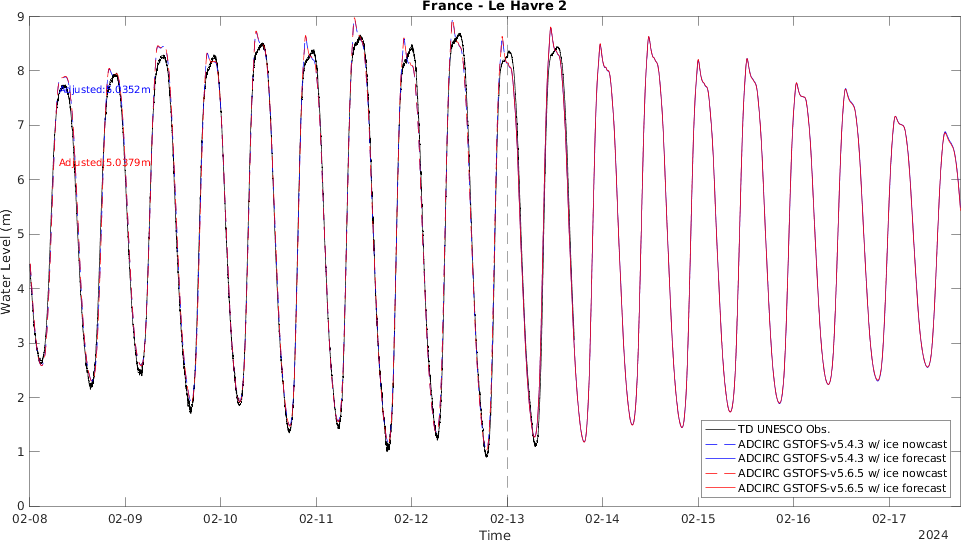 France - Le Havre 2
9
8
7
6
5
4
3
2
1
0
Water Level (m)
Adjusted:5.0352m
Adjusted:5.0379m
TD UNESCO Obs.
ADCIRC GSTOFS-v5.4.3 w/ ice nowcast
ADCIRC GSTOFS-v5.4.3 w/ ice forecast
ADCIRC GSTOFS-v5.6.5 w/ ice nowcast
ADCIRC GSTOFS-v5.6.5 w/ ice forecast
02-08 02-09 02-10 02-11 02-12 02-13 02-14 02-15 02-16 02-17
Time
2024